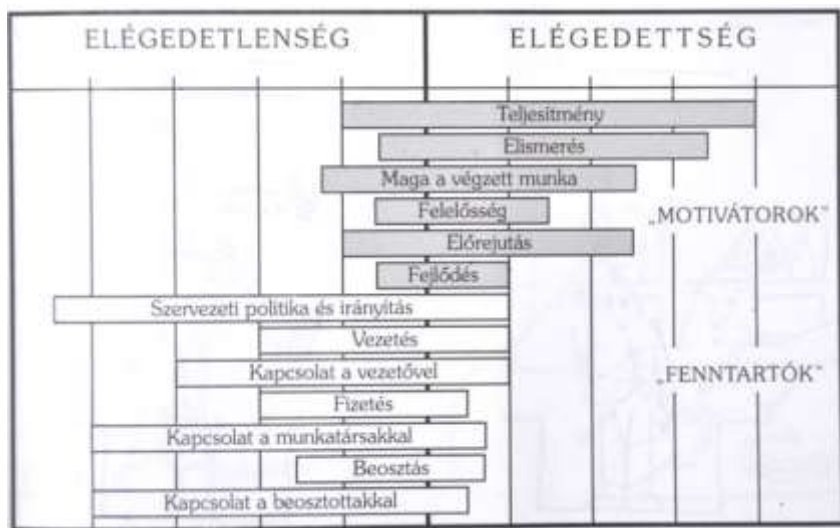 ELÉGEDETLENSÉG
ELÉGEDETTSÉG
Teljesítmény
Elismerés
Maga a végzett munka
Felelősség
„MOTIVÁTOROK"
Előrejutás
Fejlődés
Szervezeti politika és irányítás
Vezetés
Kapcsolat a vezetővel
„FENNTARTÓK"
Fizetés
Kapcsolat a munkatársakkal
Beosztás
Kapcsolat a beosztottakkal